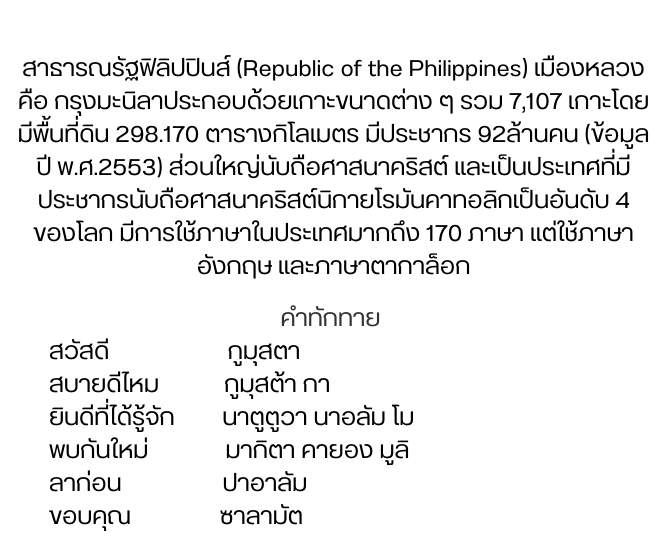 สาธารณรัฐฟิลิปปินส์ (Republic of the Philippines) เมืองหลวง
คือ กรุงมะนิลาประกอบด้วยเกาะขนาดต่าง ๆ รวม 7,107 เกาะโดย
มีพื้นที่ดิน 298.170 ตารางกิโลเมตร มีประชากร 92ล้านคน (ข้อมูล
ปี พ.ศ.2553) ส่วนใหญ่นับถือศาสนาคริสต์ และเป็นประเทศที่มี
ประชากรนับถือศาสนาคริสต์นิกายโรมันคาทอลิกเป็นอันดับ 4
ของโลก มีการใช้ภาษาในประเทศมากถึง 170 ภาษา แต่ใช้ภาษา
อังกฤษ และภาษาตากาล็อก
คำทักทาย
สวัสดี กูมุสตา
สบายดีไหม กูมุสต้า กา
ยินดีที่ได้รู้จัก นาตูตูวา นาอลัม โม
พบกันใหม่ มากิตา คายอง มูลิ
ลาก่อน ปาอาลัม
ขอบคุณ ซาลามัต